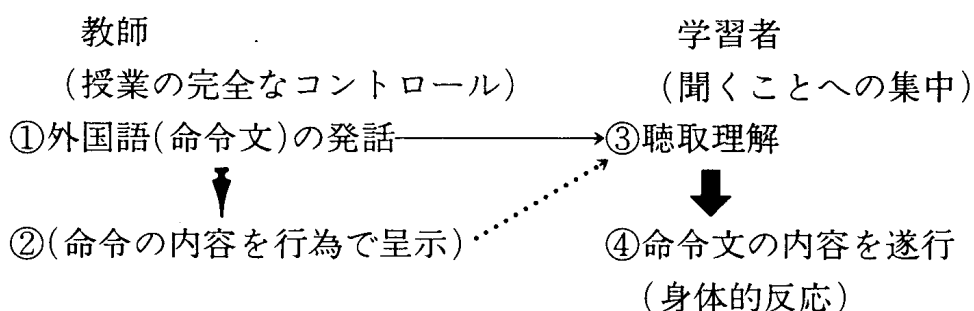 教師 学習者
(授業の完全なコントロール) (聞くことへの集中)
①外国語(命令文)の発話 ③聴取理解
②(命令の内容を行為で呈示) ④命令文の内容を遂行
(身体的反応)